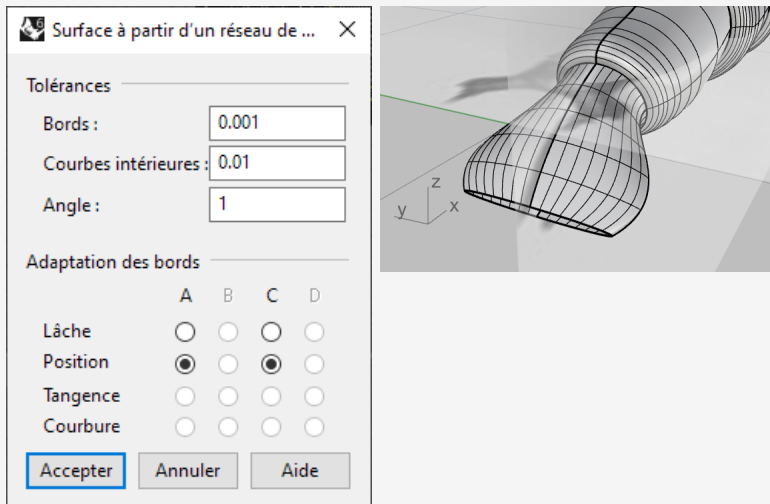 Surface à partir d'un réseau de ...
Tolérances
Bords : 0.001
Courbes intérieures : 0.01
Angle : 1
Adaptation des bords
A B C D
Lâche
Position
Tangence
Courbure
Accepter Annuler Aide
z
y x